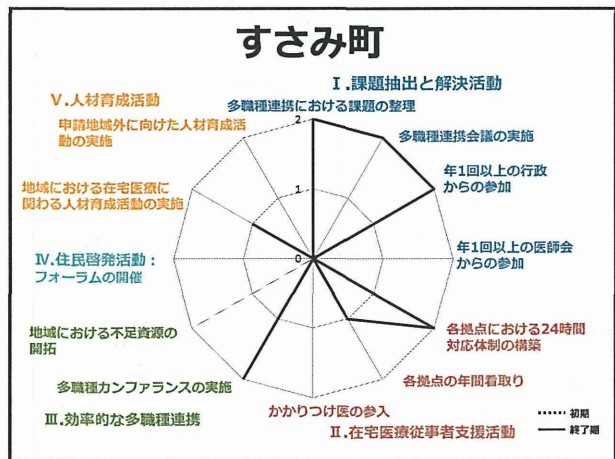 すさみ町
Ⅰ.課題抽出と解決活動
多職種連携における課題の整理
多職種連携会議の実施
年1回以上の行政
からの参加
年1回以上の医師会
からの参加
各拠点における24時間
対応体制の構築
各拠点の年間看取り
かかりつけ医の参入
Ⅱ.在宅医療従事者支援活動
多職種カンファランスの実施
Ⅲ.効率的な多職種連携
地域における不足資源の
開拓
Ⅳ.住民啓発活動：
フォーラムの開催
地域における在宅医療に
関わる人材育成活動の実施
申請地域外に向けた人材育成活
動の実施
Ⅴ.人材育成活動
2
1
0
初期
終了期